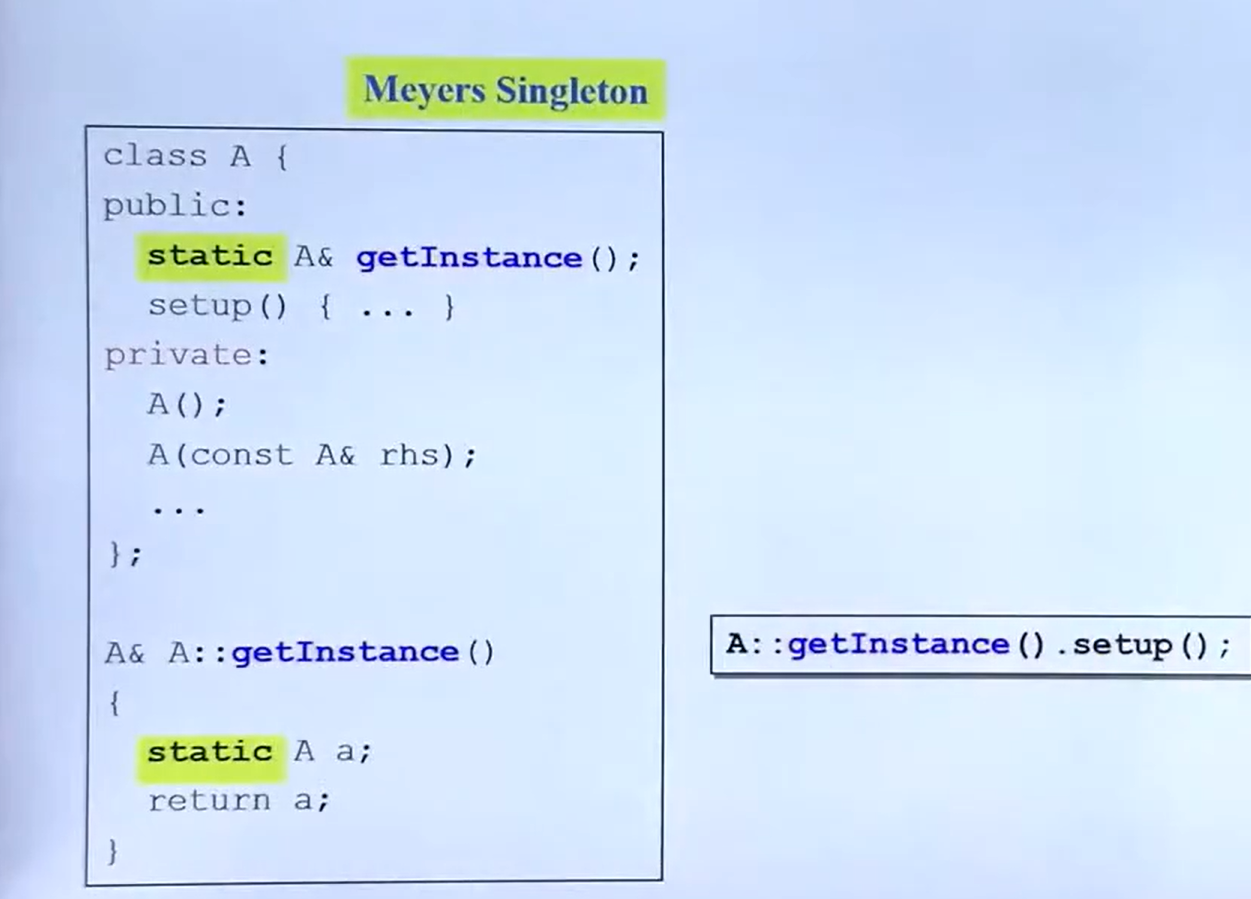 Meyers Singleton
class A {
public:
static A& getInstance();
setup() { ... }
private:
A();
A(const A& rhs);
...
};
A& A::getInstance()
{
static A a;
return a;
}
A::getInstance().setup();